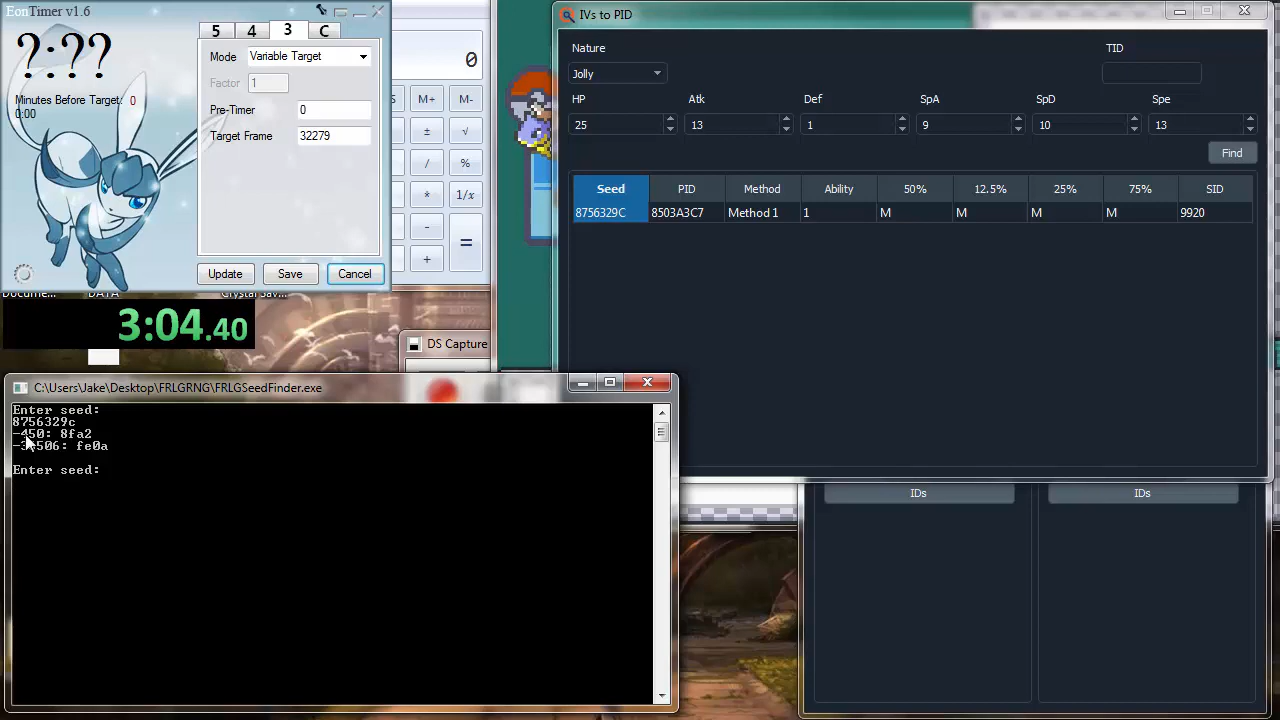 EonTimer v1.6
5 4 3 C
?:??
Minutes Before Target: 0
0:00
Mode Variable Target
Factor 1
Pre-Timer 0
Target Frame 32279
Update Save Cancel
0
M+ M-
± √
/ %
* 1/x
- =
+
3:04.40
DS Capture
IVs to PID
Nature TID
Jolly
HP Atk Def SpA SpD Spe
25 13 1 9 10 13
Find
Seed PID Method Ability 50% 12.5% 25% 75% SID
8756329C 8503A3C7 Method 1 1 M M M M 9920
IDs IDs
C:\Users\Jake\Desktop\FRLGRNG\FRLGSeedFinder.exe
Enter seed:
8756329c
-450: 8fa2
506: fe0a
Enter seed: